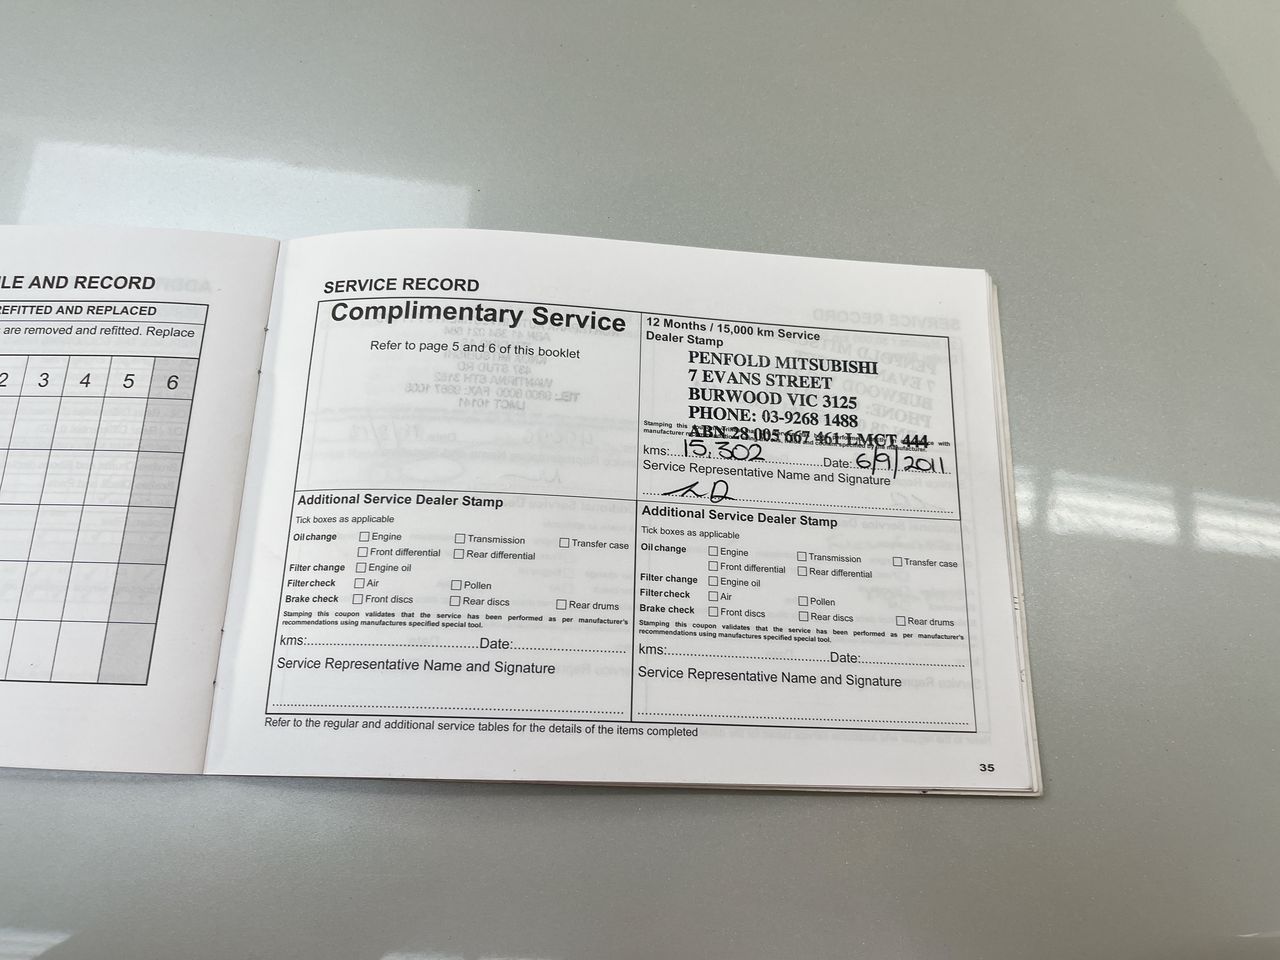 LE AND RECORD
EFITTED AND REPLACED
are removed and refitted. Replace
2 3 4 5 6
SERVICE RECORD
Complimentary Service
Refer to page 5 and 6 of this booklet
12 Months / 15,000 km Service
Dealer Stamp
PENFOLD MITSUBISHI
7 EVANS STREET
BURWOOD VIC 3125
PHONE: 03-9268 1488
ABN 28 005 667 461 LMCT 444
kms: 15,302 Date: 6/9/2011
Service Representative Name and Signature
Additional Service Dealer Stamp
Tick boxes as applicable
Oil change Engine Transmission Transfer case
Front differential Rear differential
Filter change Engine oil
Filter check Air Pollen
Brake check Front discs Rear discs Rear drums
Stamping this coupon validates that the service has been performed as per manufacturer's
recommendations using manufactures specified special tool.
kms: Date:
Service Representative Name and Signature
Additional Service Dealer Stamp
Tick boxes as applicable
Oil change Engine Transmission Transfer case
Front differential Rear differential
Filter change Engine oil
Filter check Air Pollen
Brake check Front discs Rear discs Rear drums
Stamping this coupon validates that the service has been performed as per manufacturer's
recommendations using manufactures specified special tool.
kms: Date:
Service Representative Name and Signature
Refer to the regular and additional service tables for the details of the items completed
35